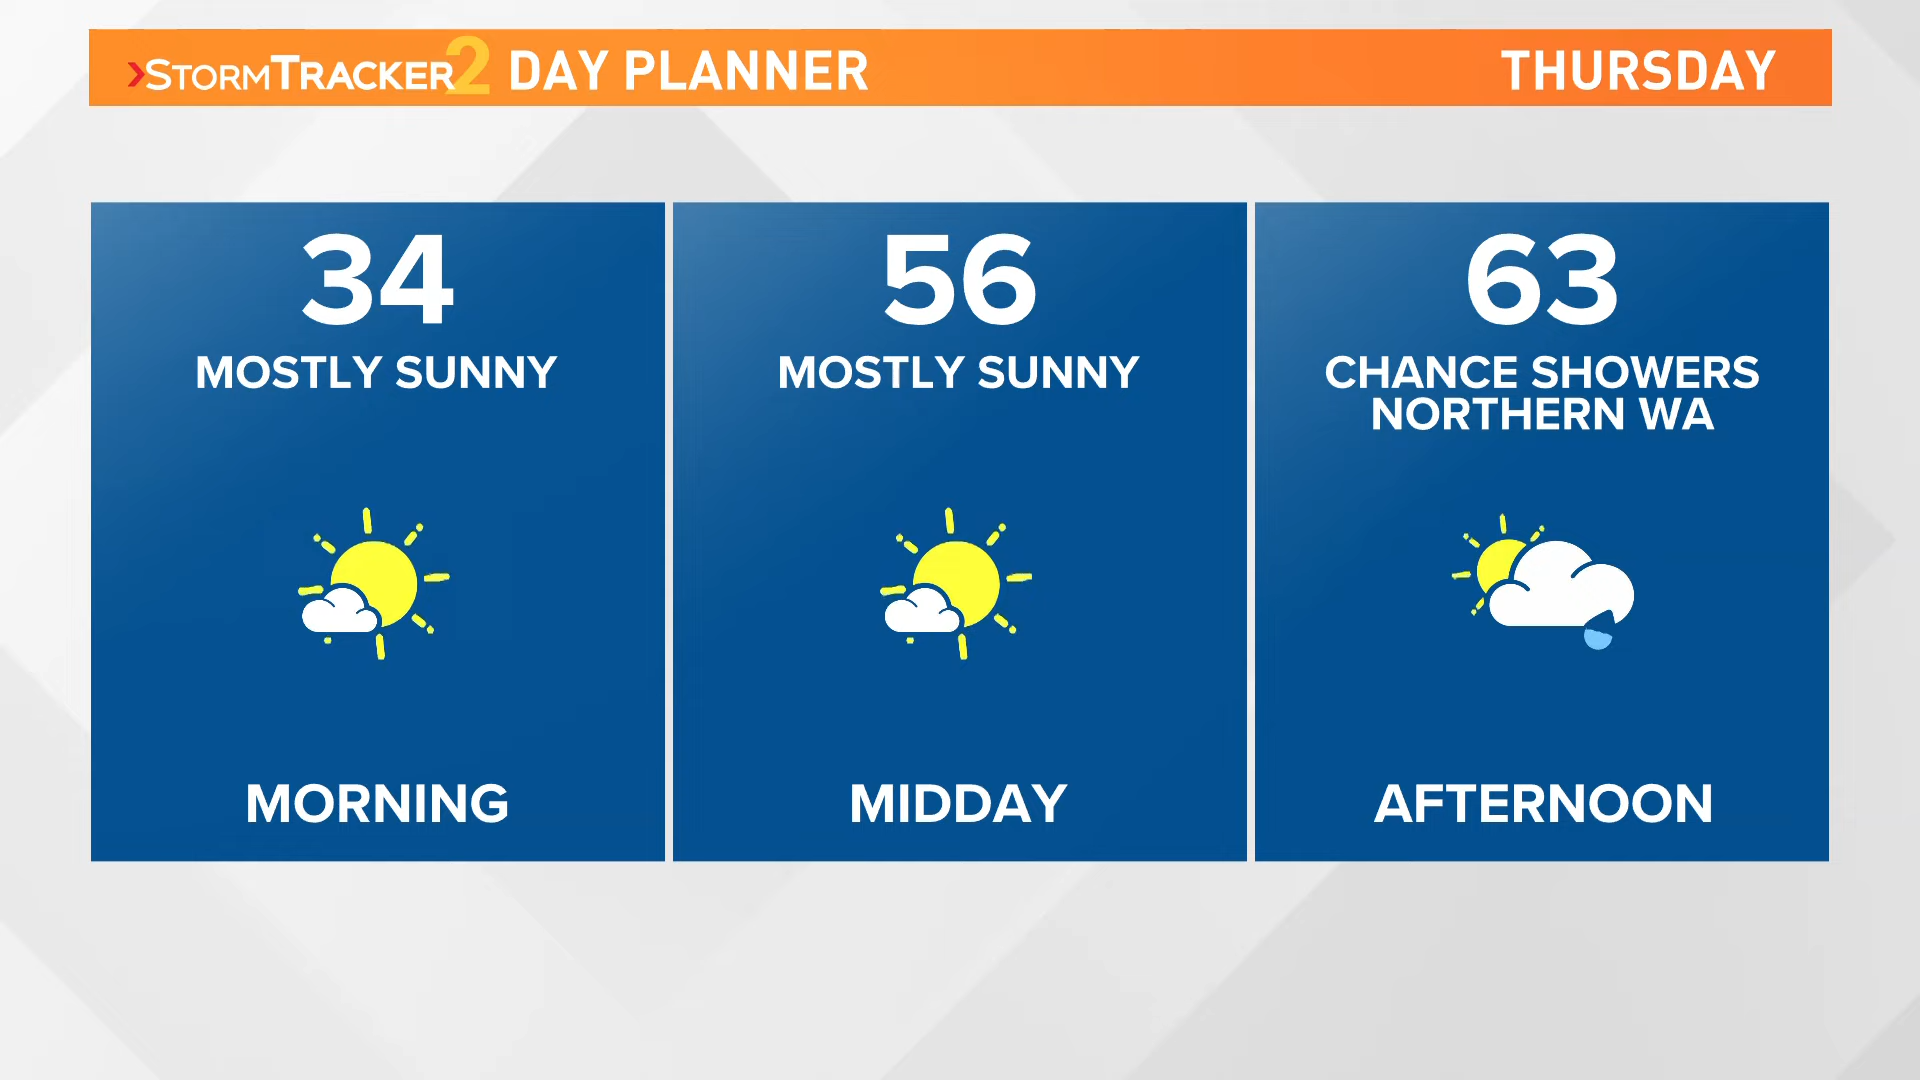 STORMTRACKER2 DAY PLANNER
THURSDAY
34
MOSTLY SUNNY
MORNING
56
MOSTLY SUNNY
MIDDAY
63
CHANCE SHOWERS
NORTHERN WA
AFTERNOON